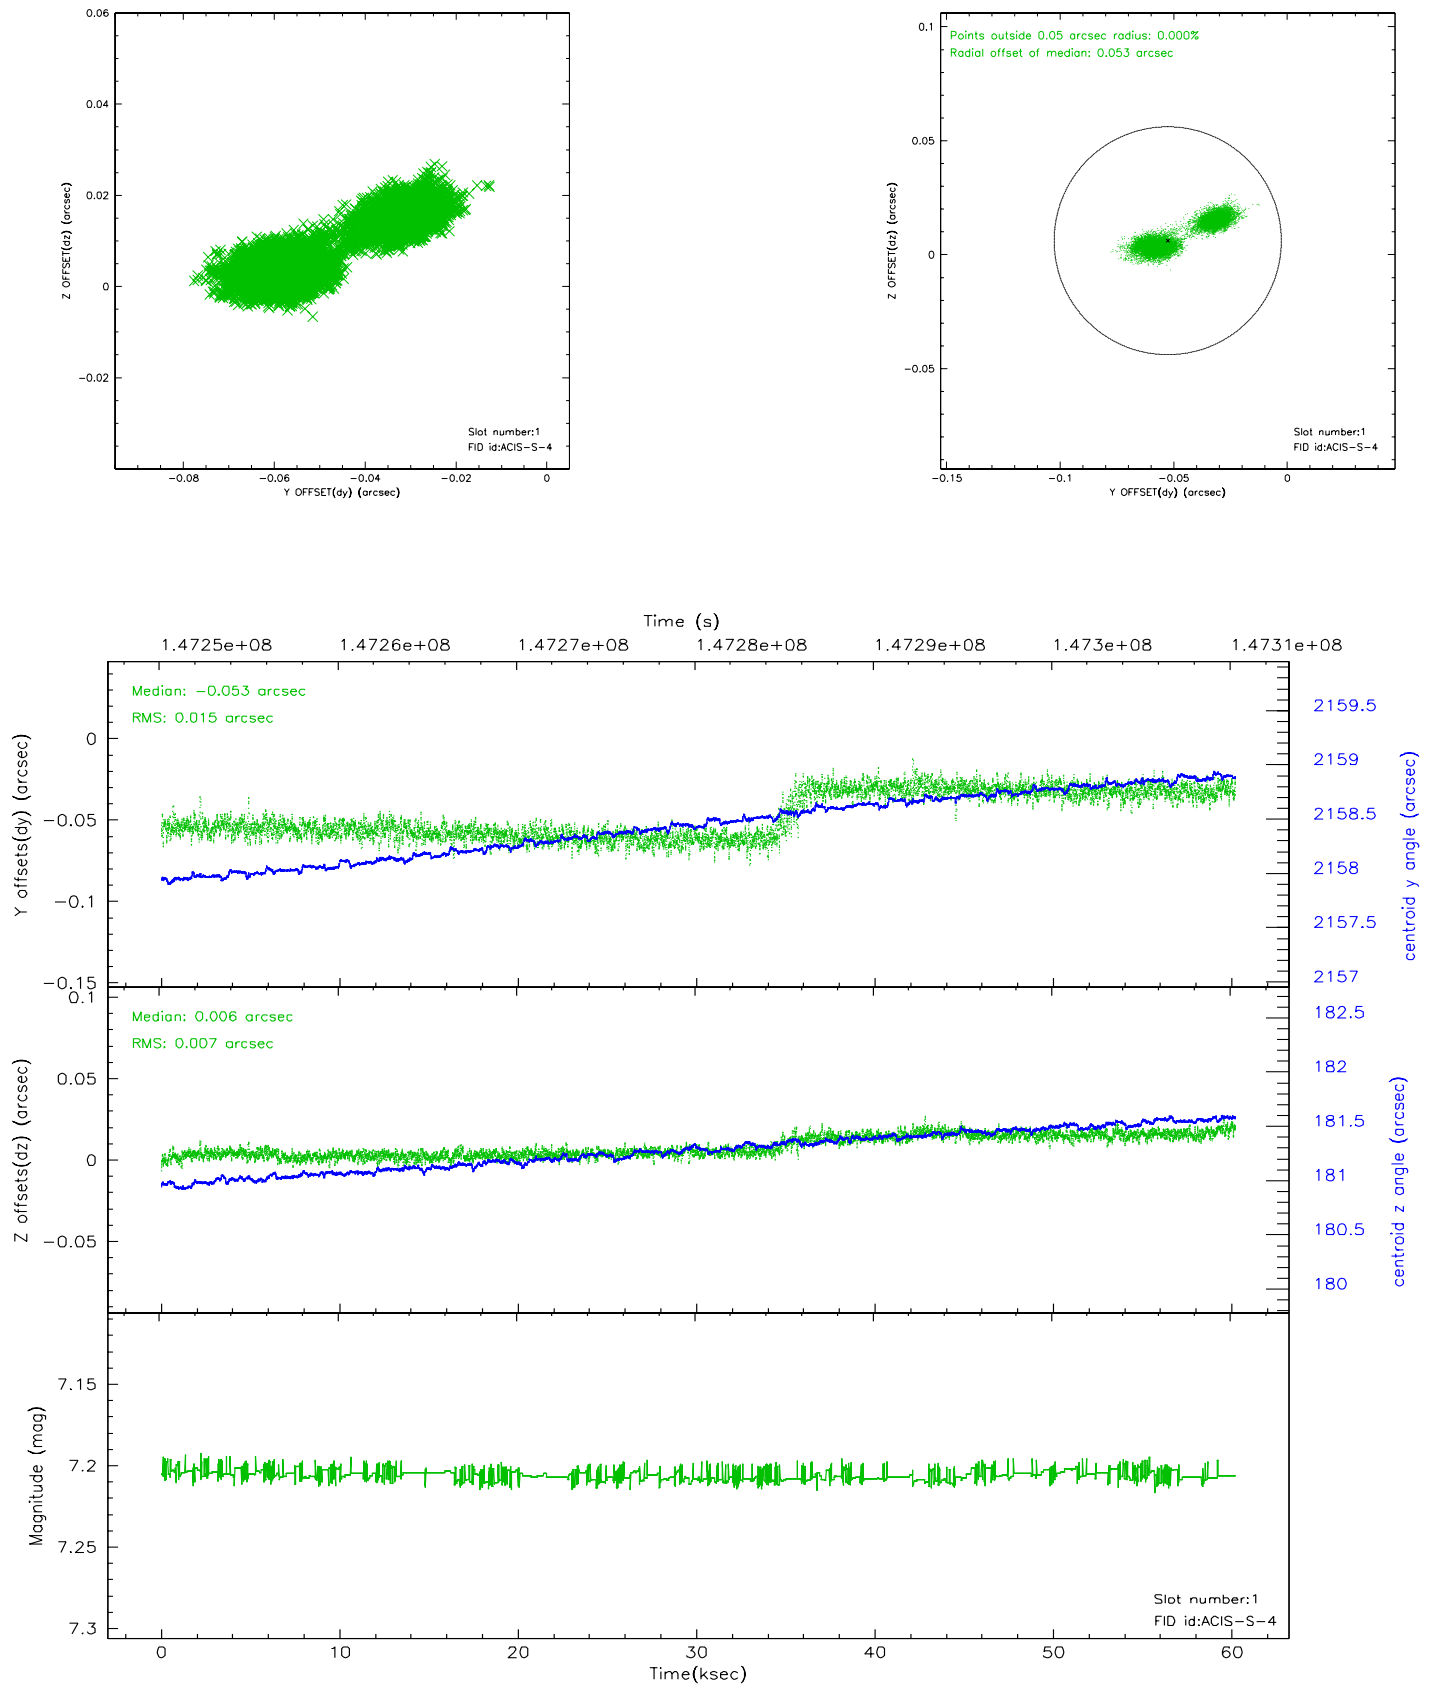 0.06
0.04
0.02
0
-0.02
Z OFFSET(dz) (arcsec)
Slot number:1
FID id:ACIS-S-4
-0.08 -0.06 -0.04 -0.02 0
Y OFFSET(dy) (arcsec)
0.1
0.05
0
-0.05
Z OFFSET(dz) (arcsec)
Points outside 0.05 arcsec radius: 0.000%
Radial offset of median: 0.053 arcsec
Slot number:1
FID id:ACIS-S-4
-0.15 -0.1 -0.05 0
Y OFFSET(dy) (arcsec)
Time (s)
1.4725e+08 1.4726e+08 1.4727e+08 1.4728e+08 1.4729e+08 1.473e+08 1.4731e+08
Median: -0.053 arcsec
RMS: 0.015 arcsec
0
-0.05
-0.1
-0.15
Y offsets(dy) (arcsec)
2159.5
2159
2158.5
2158
2157.5
2157
centroid y angle (arcsec)
0.1
0.05
0
-0.05
Z offsets(dz) (arcsec)
Median: 0.006 arcsec
RMS: 0.007 arcsec
182.5
182
181.5
181
180.5
180
centroid z angle (arcsec)
7.15
7.2
7.25
7.3
Magnitude (mag)
Slot number:1
FID id:ACIS-S-4
0 10 20 30 40 50 60
Time(ksec)